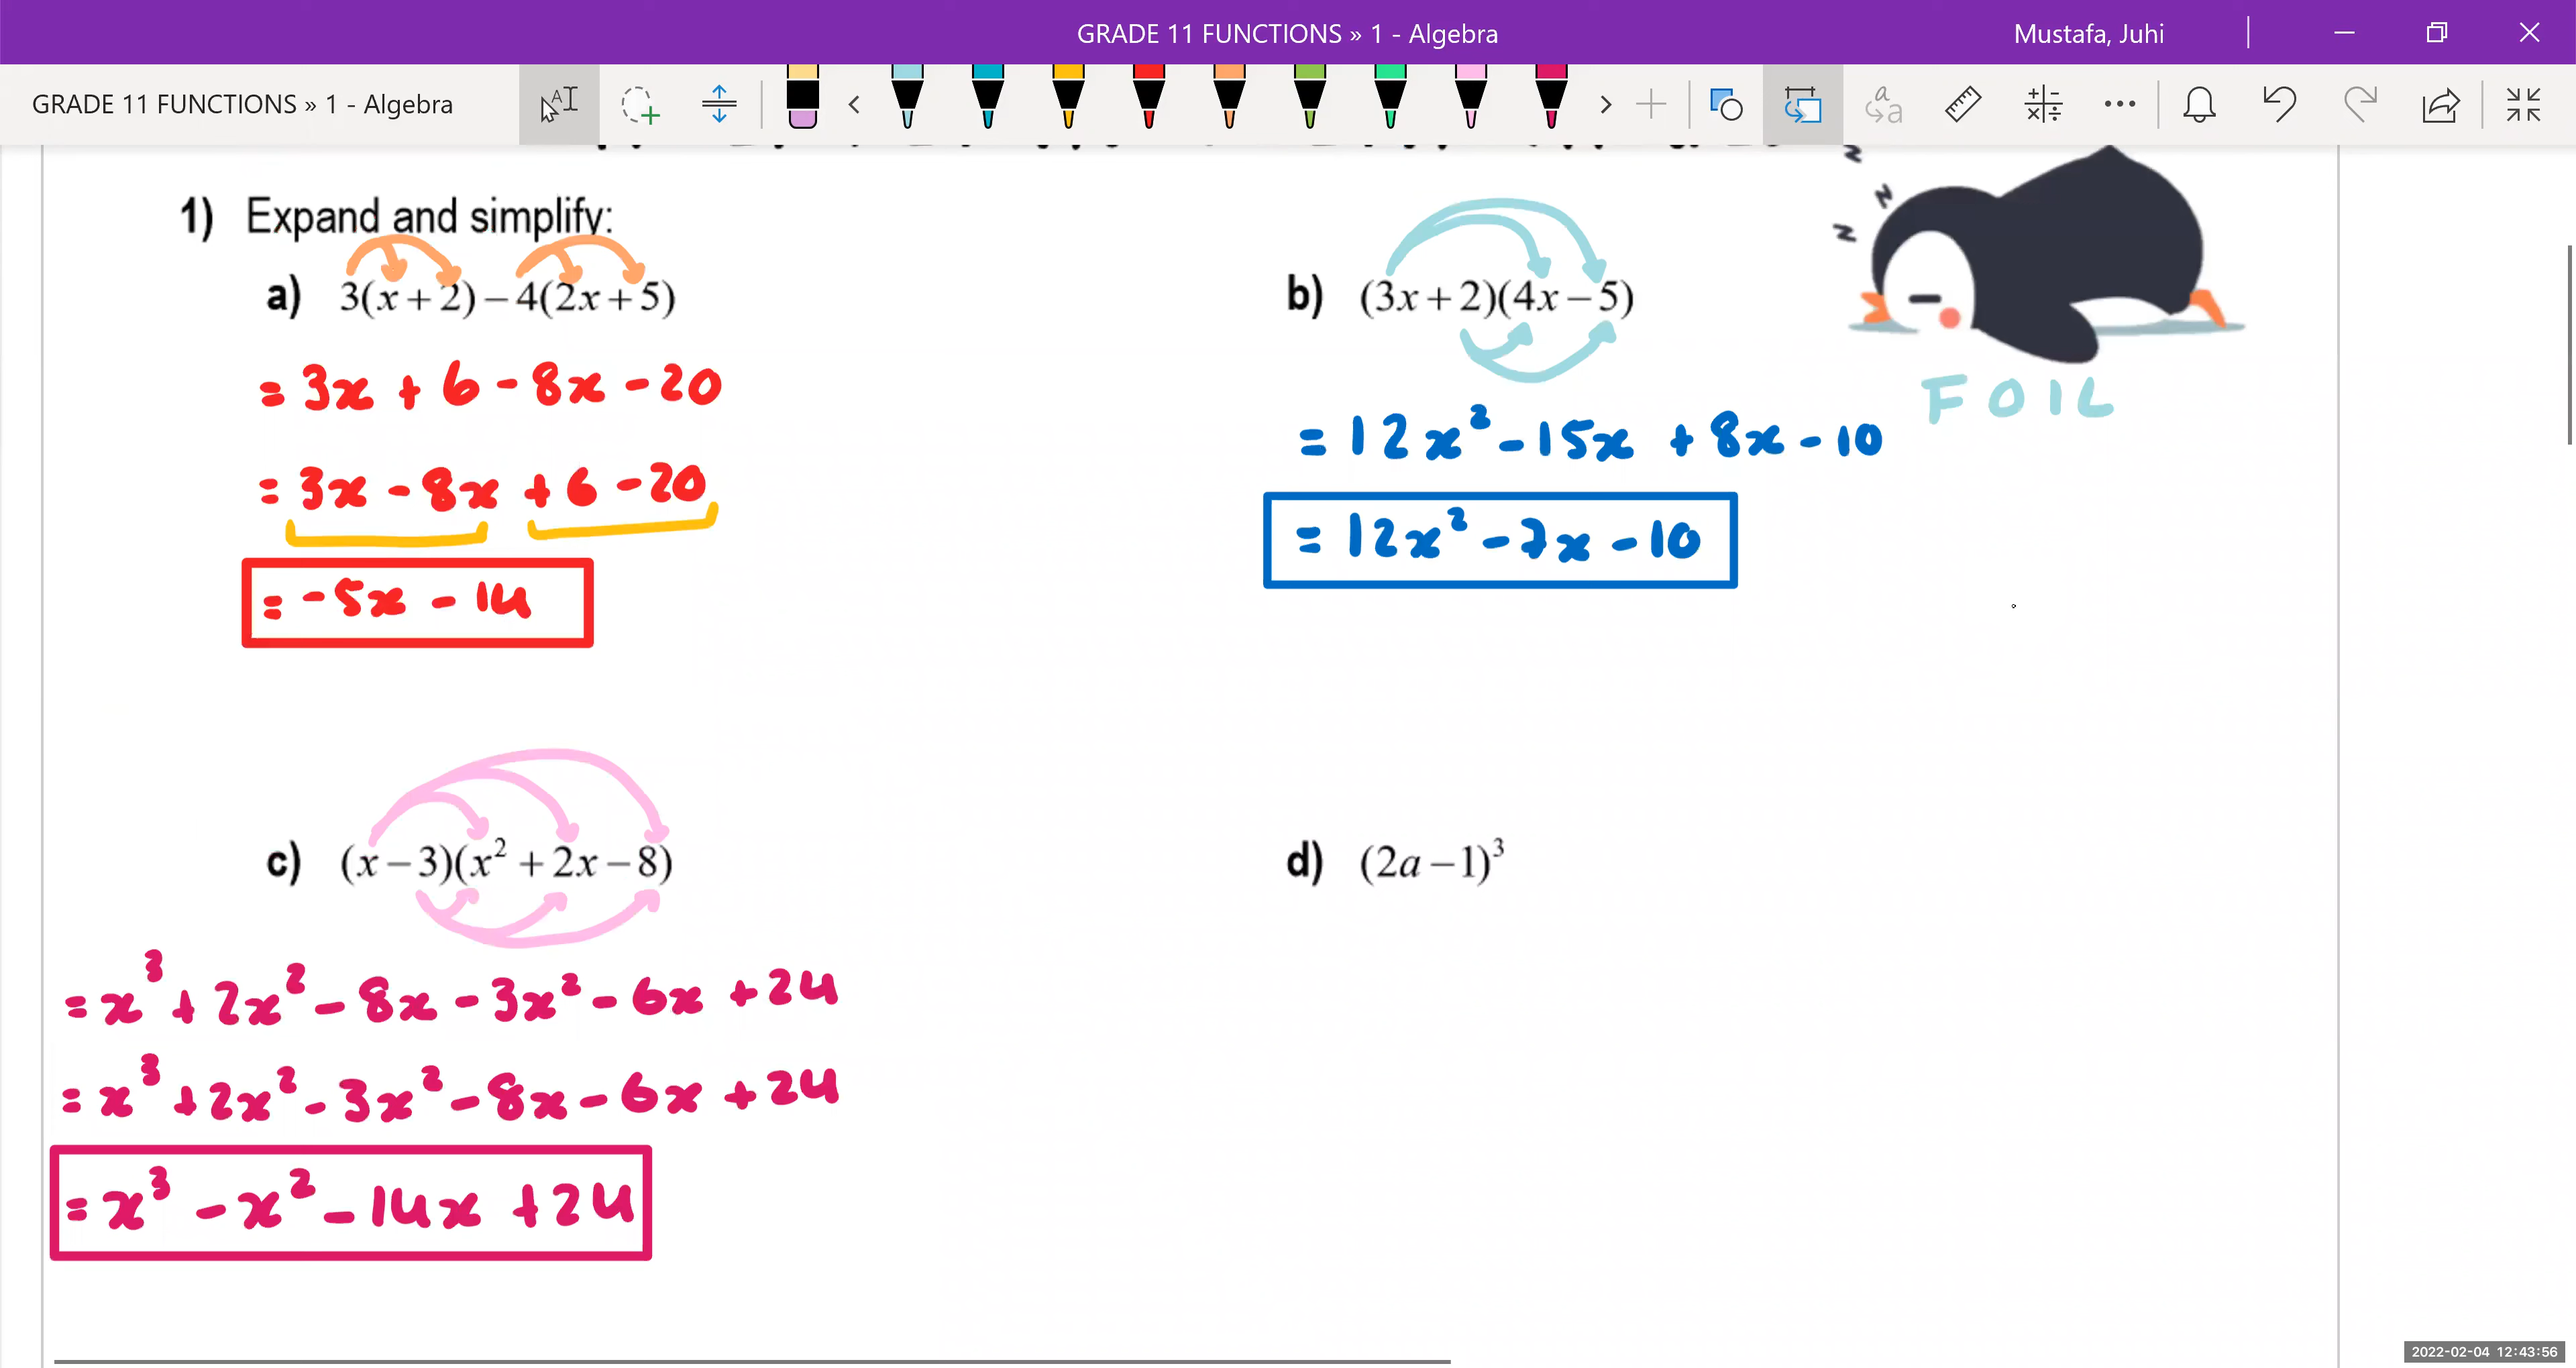 GRADE 11 FUNCTIONS » 1 - Algebra
Mustafa, Juhi
GRADE 11 FUNCTIONS » 1 - Algebra
z
z
z
1) Expand and simplify:
a) 3(x + 2) – 4(2x + 5)
= 3x + 6 - 8x - 20
= 3x - 8x + 6 - 20
= -5x - 14
b) (3x + 2)(4x – 5)
FOIL
= 12x² - 15x + 8x - 10
= 12x² - 7x - 10
c) (x – 3)(x² + 2x – 8)
= x³ + 2x² - 8x - 3x² - 6x + 24
= x³ + 2x² - 3x² - 8x - 6x + 24
= x³ - x² - 14x + 24
d) (2a – 1)³
2022-02-04 12:43:56